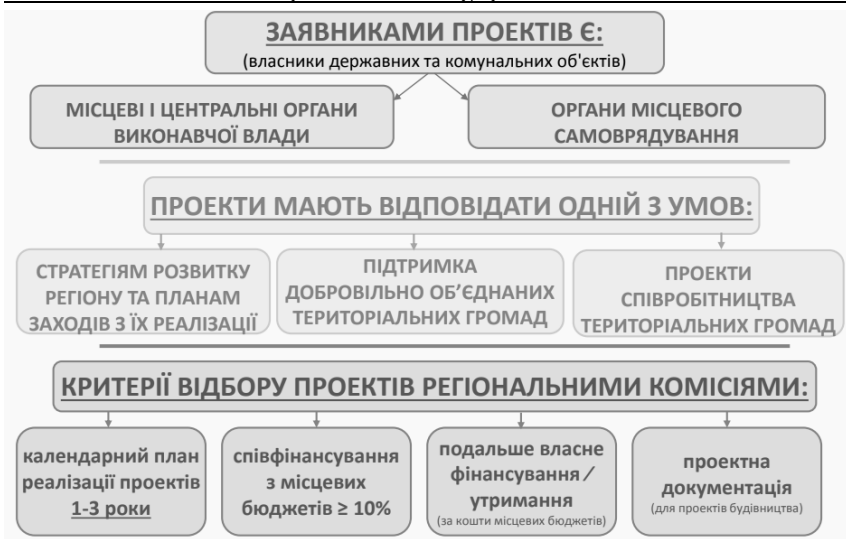 ЗАЯВНИКАМИ ПРОЕКТІВ Є:
(власники державних та комунальних об'єктів)
МІСЦЕВІ І ЦЕНТРАЛЬНІ ОРГАНИ
ВИКОНАВЧОЇ ВЛАДИ
ОРГАНИ МІСЦЕВОГО
САМОВРЯДУВАННЯ
ПРОЕКТИ МАЮТЬ ВІДПОВІДАТИ ОДНІЙ З УМОВ:
СТРАТЕГІЯМ РОЗВИТКУ
РЕГІОНУ ТА ПЛАНАМ
ЗАХОДІВ З ЇХ РЕАЛІЗАЦІЇ
ПІДТРИМКА
ДОБРОВІЛЬНО ОБ’ЄДНАНИХ
ТЕРИТОРІАЛЬНИХ ГРОМАД
ПРОЕКТИ
СПІВРОБІТНИЦТВА
ТЕРИТОРІАЛЬНИХ ГРОМАД
КРИТЕРІЇ ВІДБОРУ ПРОЕКТІВ РЕГІОНАЛЬНИМИ КОМІСІЯМИ:
календарний план
реалізації проектів
1-3 роки
співфінансування
з місцевих
бюджетів ≥ 10%
подальше власне
фінансування/
утримання
(за кошти місцевих бюджетів)
проектна
документація
(для проектів будівництва)